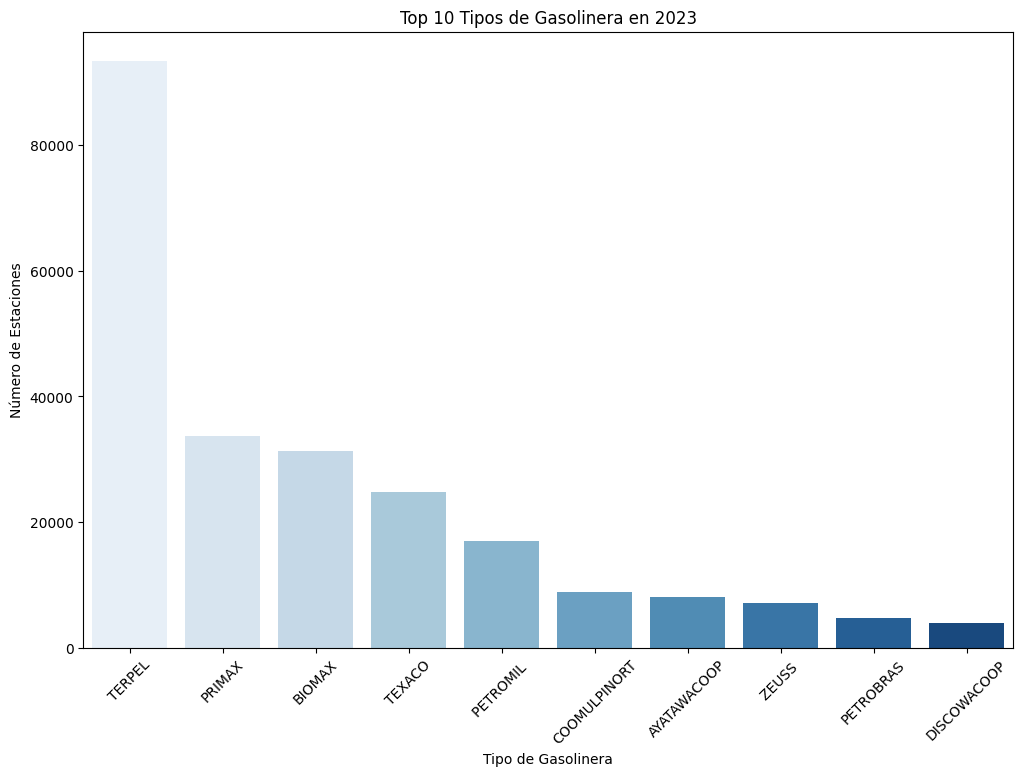 Top 10 Tipos de Gasolinera en 2023
Número de Estaciones
80000
60000
40000
20000
0
TERPEL
PRIMAX
BIOMAX
TEXACO
PETROMIL
COOMULPINORT
AYATAWACOOP
ZEUSS
PETROBRAS
DISCOWACOOP
Tipo de Gasolinera